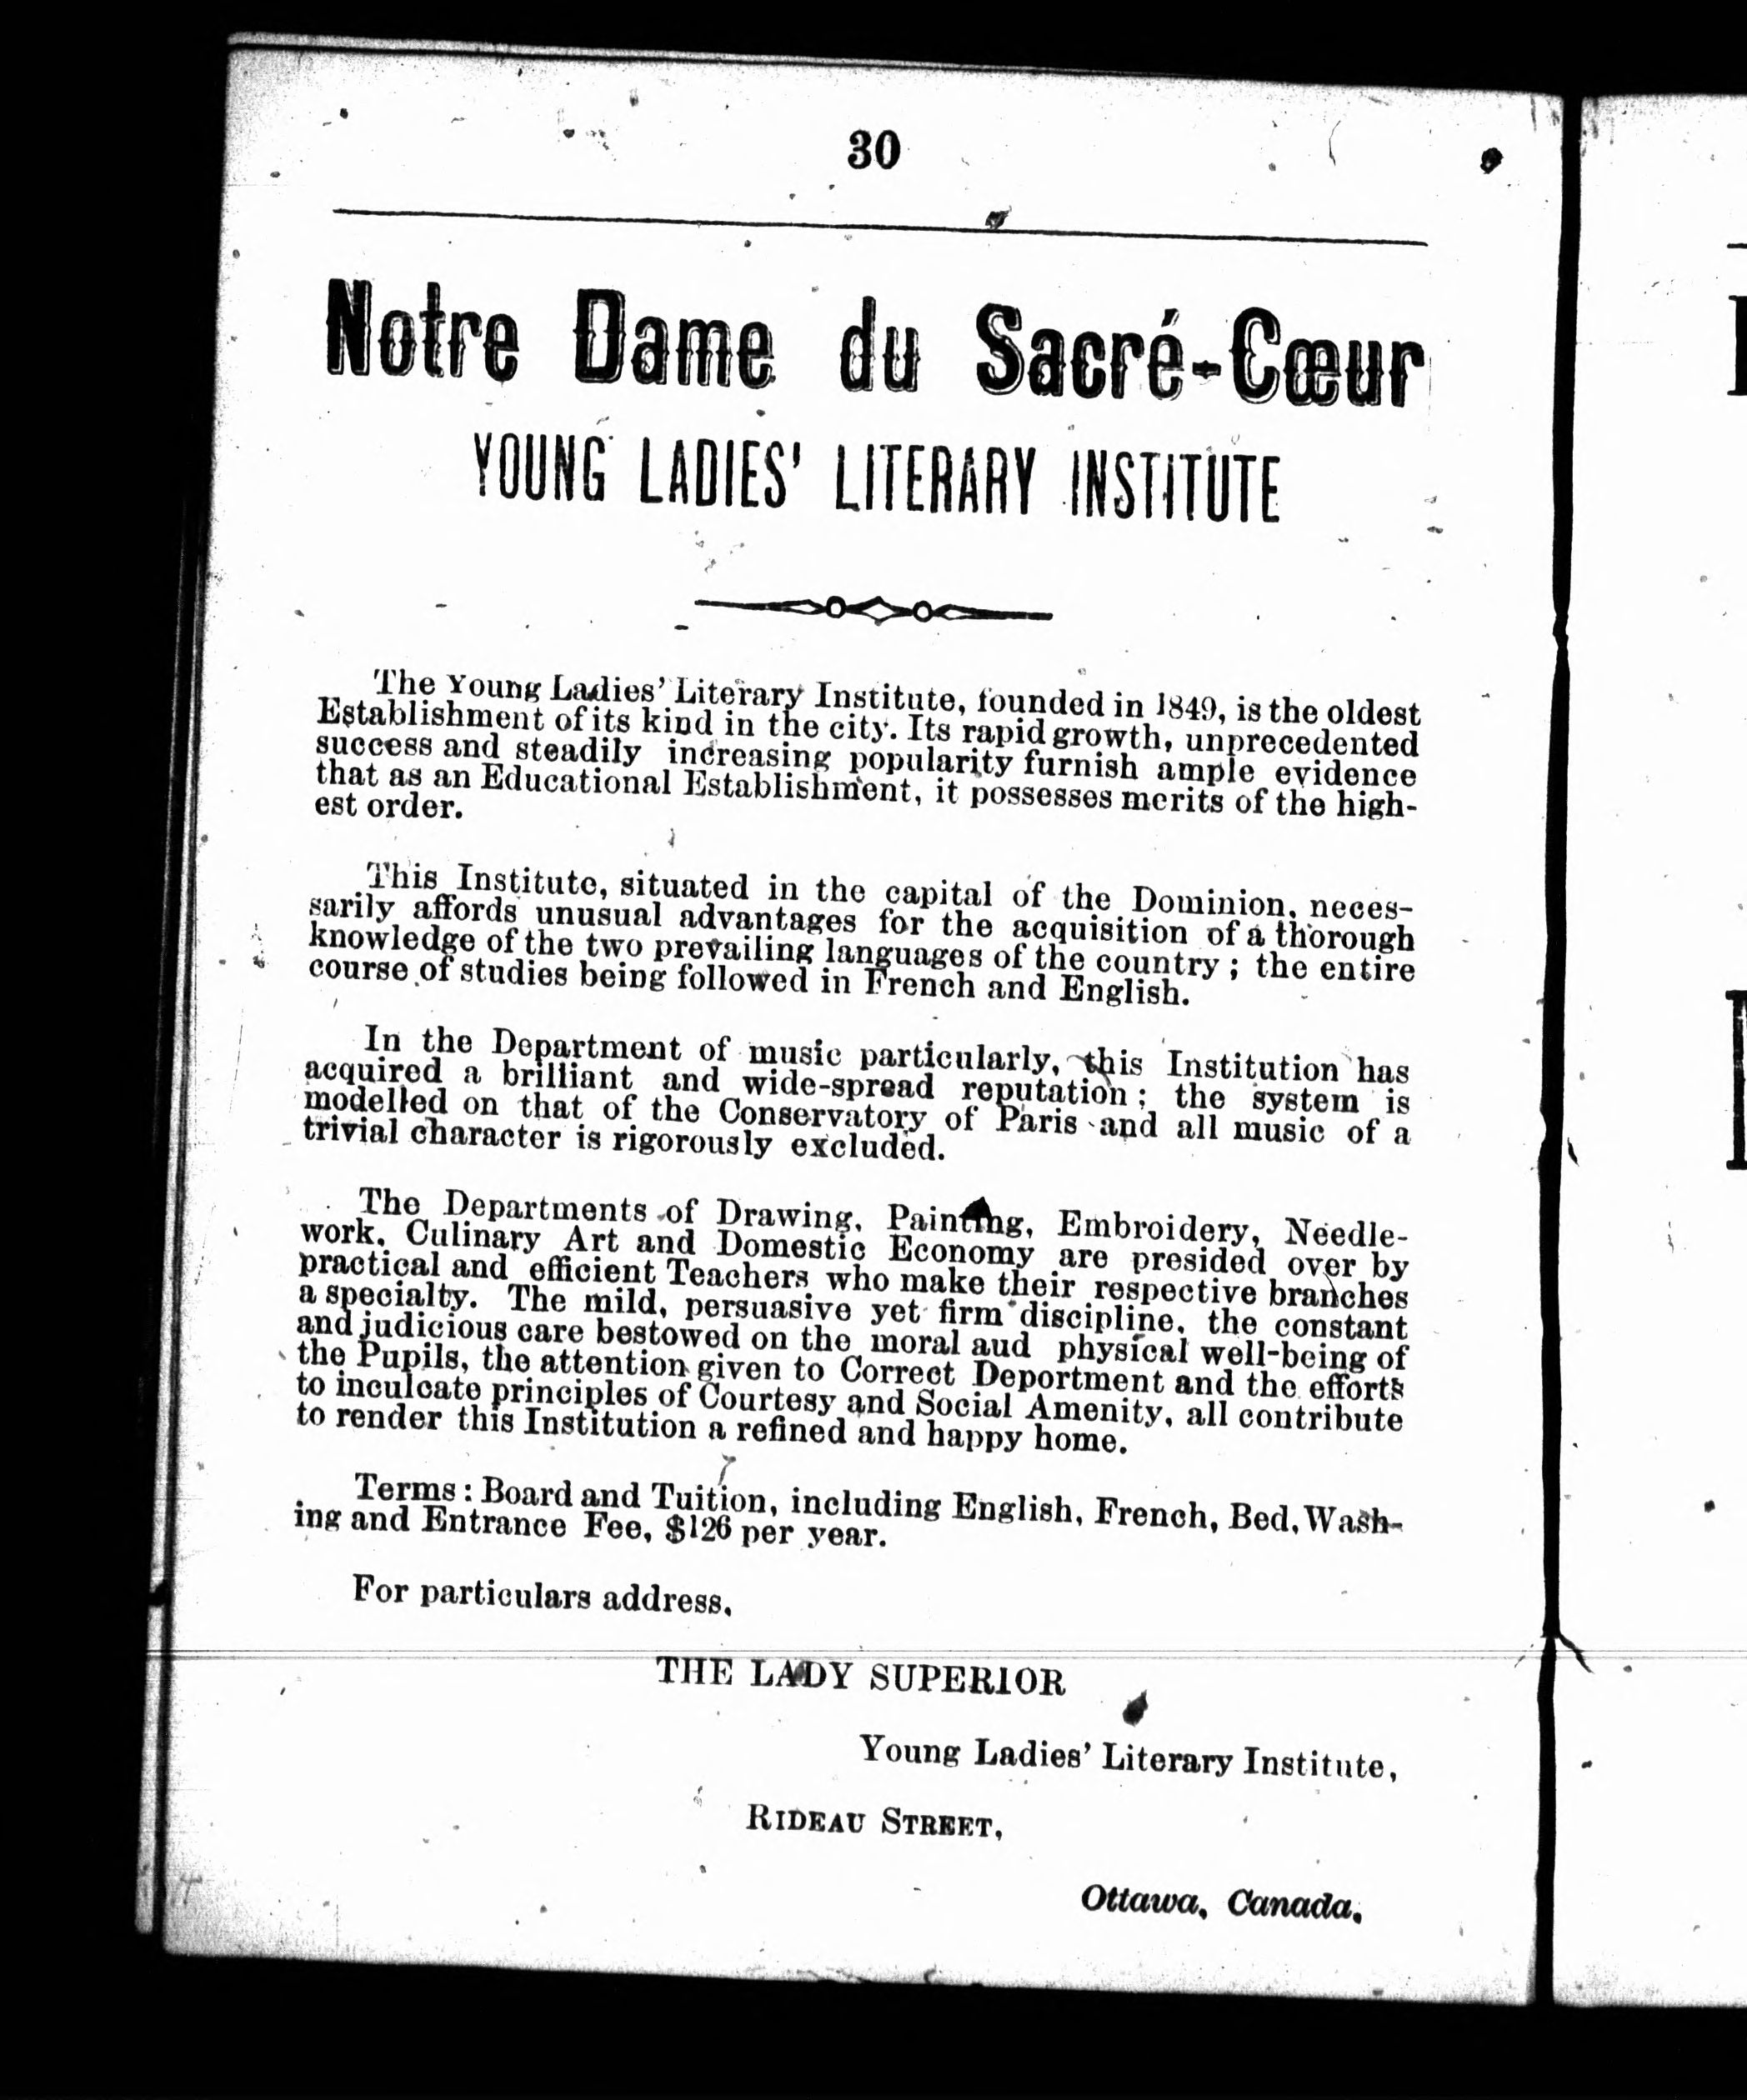 30
Notre Dame du Sacré-Cœur
YOUNG LADIES' LITERARY INSTITUTE
The Young Ladies' Literary Institute, founded in 1849, is the oldest
Establishment of its kind in the city. Its rapid growth, unprecedented
success and steadily increasing popularity furnish ample evidence
that as an Educational Establishment, it possesses merits of the high-
est order.
This Institute, situated in the capital of the Dominion, neces-
sarily affords unusual advantages for the acquisition of a thorough
knowledge of the two prevailing languages of the country ; the entire
course of studies being followed in French and English.
In the Department of music particularly, this Institution has
acquired a brilliant and wide-spread reputation ; the system is
modelled on that of the Conservatory of Paris and all music of a
trivial character is rigorously excluded.
The Departments of Drawing, Painting, Embroidery, Needle-
work, Culinary Art and Domestic Economy are presided over by
practical and efficient Teachers who make their respective branches
a specialty. The mild, persuasive yet firm discipline, the constant
and judicious care bestowed on the moral aud physical well-being of
the Pupils, the attention given to Correct Deportment and the efforts
to inculcate principles of Courtesy and Social Amenity, all contribute
to render this Institution a refined and happy home.
Terms : Board and Tuition, including English, French, Bed, Wash-
ing and Entrance Fee, $126 per year.
For particulars address,
THE LADY SUPERIOR
Young Ladies' Literary Institute,
RIDEAU STREET,
Ottawa, Canada.